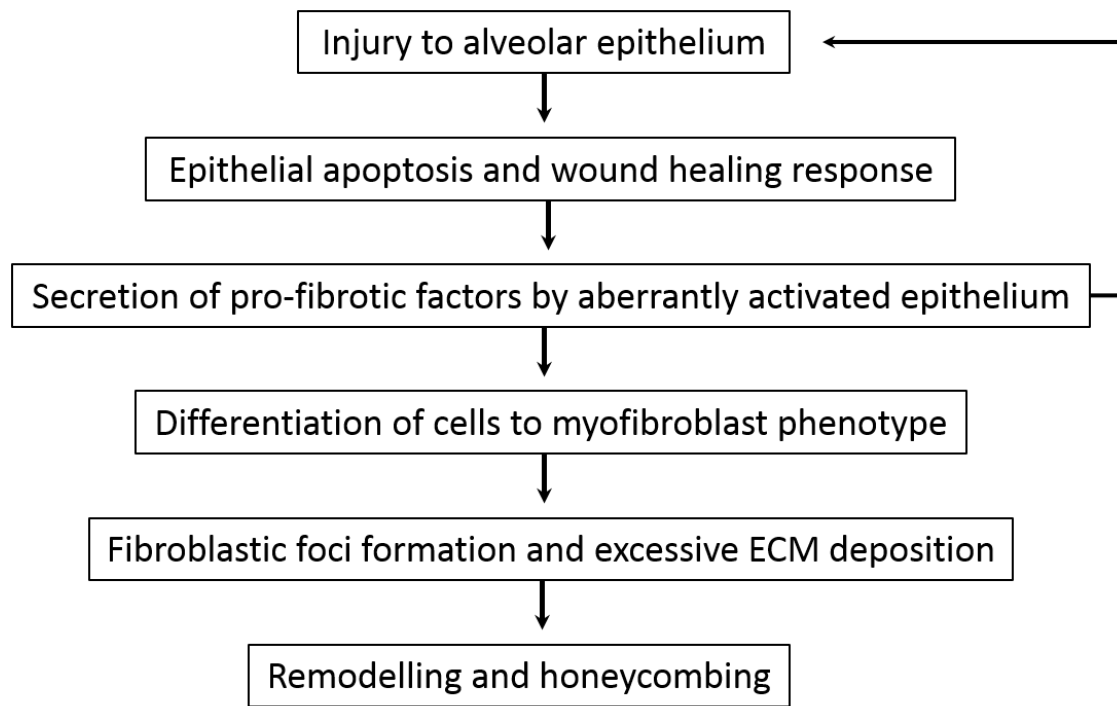 Injury to alveolar epithelium
Epithelial apoptosis and wound healing response
Secretion of pro-fibrotic factors by aberrantly activated epithelium
Differentiation of cells to myofibroblast phenotype
Fibroblastic foci formation and excessive ECM deposition
Remodelling and honeycombing